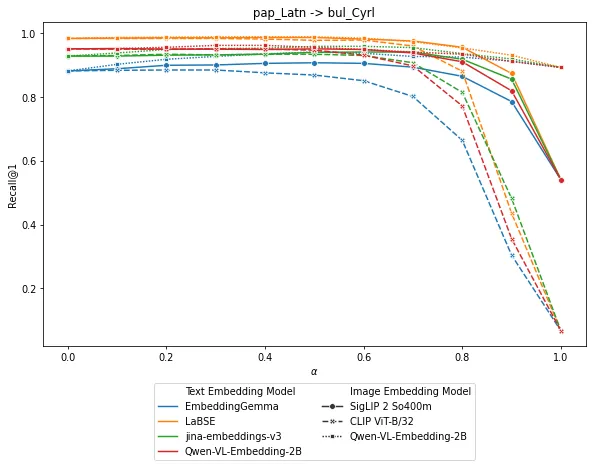 pap_Latn -> bul_Cyrl
1.0
0.8
0.6
0.4
0.2
Recall@1
0.0 0.2 0.4 0.6 0.8 1.0
α
Text Embedding Model
EmbeddingGemma
LaBSE
jina-embeddings-v3
Qwen-VL-Embedding-2B
Image Embedding Model
SigLIP 2 So400m
CLIP ViT-B/32
Qwen-VL-Embedding-2B